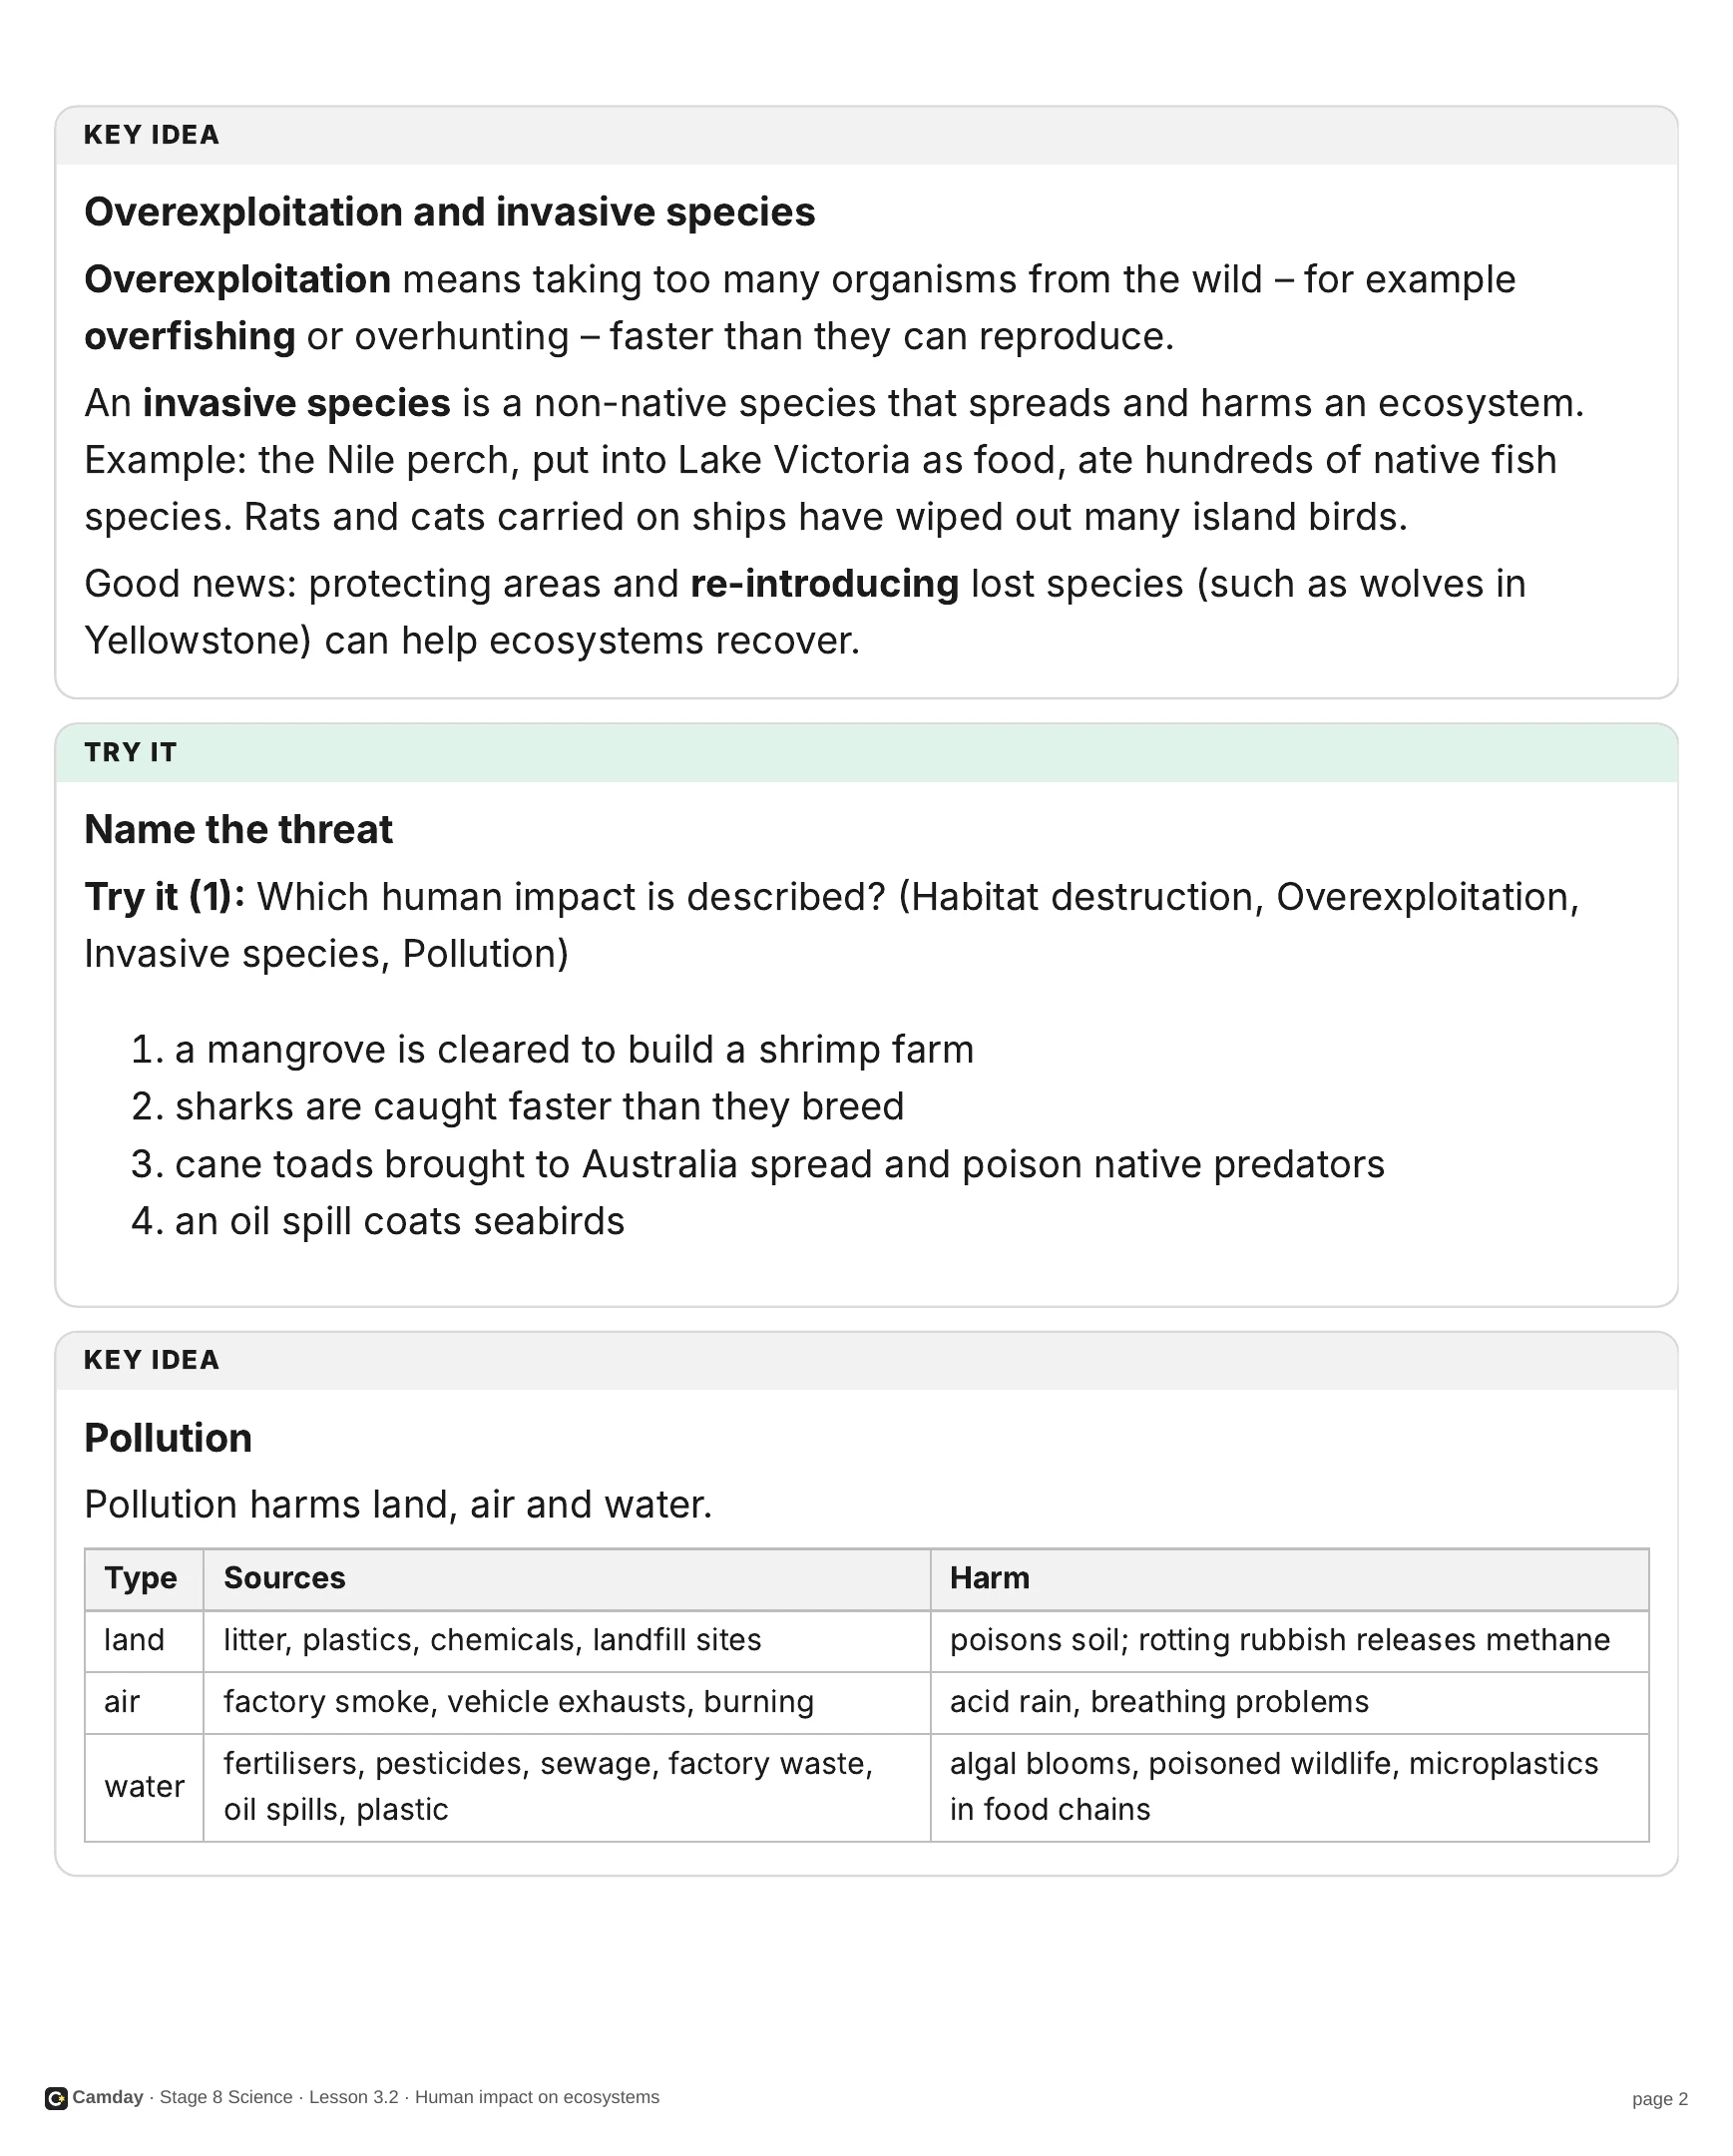 KEY IDEA
Overexploitation and invasive species
Overexploitation means taking too many organisms from the wild – for example
overfishing or overhunting – faster than they can reproduce.
An invasive species is a non-native species that spreads and harms an ecosystem.
Example: the Nile perch, put into Lake Victoria as food, ate hundreds of native fish
species. Rats and cats carried on ships have wiped out many island birds.
Good news: protecting areas and re-introducing lost species (such as wolves in
Yellowstone) can help ecosystems recover.
TRY IT
Name the threat
Try it (1): Which human impact is described? (Habitat destruction, Overexploitation,
Invasive species, Pollution)
1. a mangrove is cleared to build a shrimp farm
2. sharks are caught faster than they breed
3. cane toads brought to Australia spread and poison native predators
4. an oil spill coats seabirds
KEY IDEA
Pollution
Pollution harms land, air and water.
Type Sources Harm
land litter, plastics, chemicals, landfill sites poisons soil; rotting rubbish releases methane
air factory smoke, vehicle exhausts, burning acid rain, breathing problems
water fertilisers, pesticides, sewage, factory waste, algal blooms, poisoned wildlife, microplastics
oil spills, plastic in food chains
Camday · Stage 8 Science · Lesson 3.2 · Human impact on ecosystems page 2